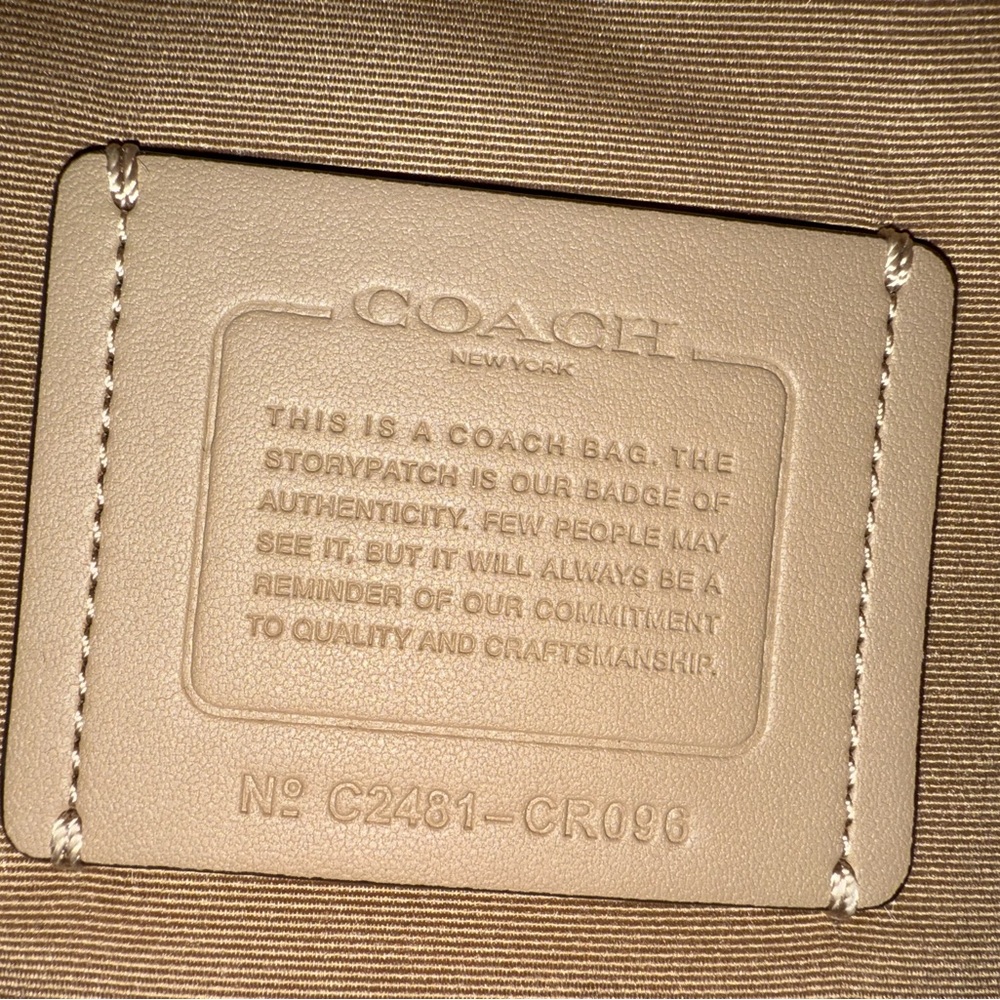 COACH
NEW YORK
THIS IS A COACH BAG. THE
STORYPATCH IS OUR BADGE OF
AUTHENTICITY. FEW PEOPLE MAY
SEE IT, BUT IT WILL ALWAYS BE A
REMINDER OF OUR COMMITMENT
TO QUALITY AND CRAFTSMANSHIP.
Nº C2481-CR096